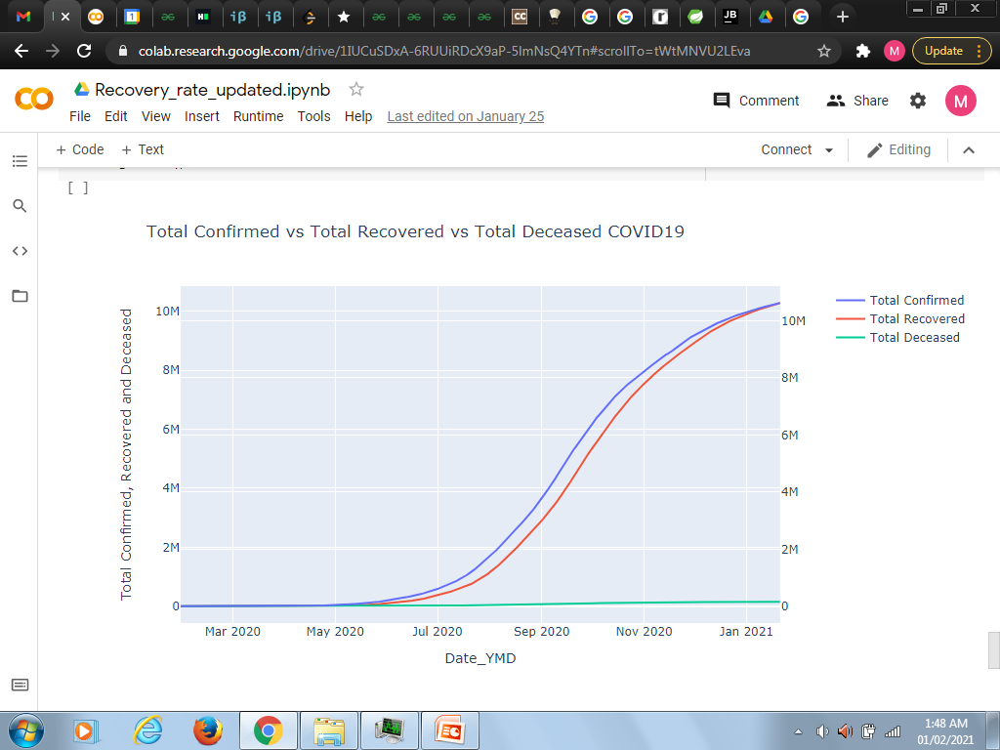 colab.research.google.com/drive/1IUCuSDxA-6RUUiRDcX9aP-5lmNsQ4YTn#scrollTo=tWtMNVU2LEva
M
Update
CO
Recovery_rate_updated.ipynb
Comment
Share
M
File Edit View Insert Runtime Tools Help Last edited on January 25
+ Code + Text
Connect
Editing
[ ]
Total Confirmed vs Total Recovered vs Total Deceased COVID19
Total Confirmed, Recovered and Deceased
10M
8M
6M
4M
2M
0
10M
8M
6M
4M
2M
0
Total Confirmed
Total Recovered
Total Deceased
Mar 2020 May 2020 Jul 2020 Sep 2020 Nov 2020 Jan 2021
Date_YMD
1:48 AM
01/02/2021